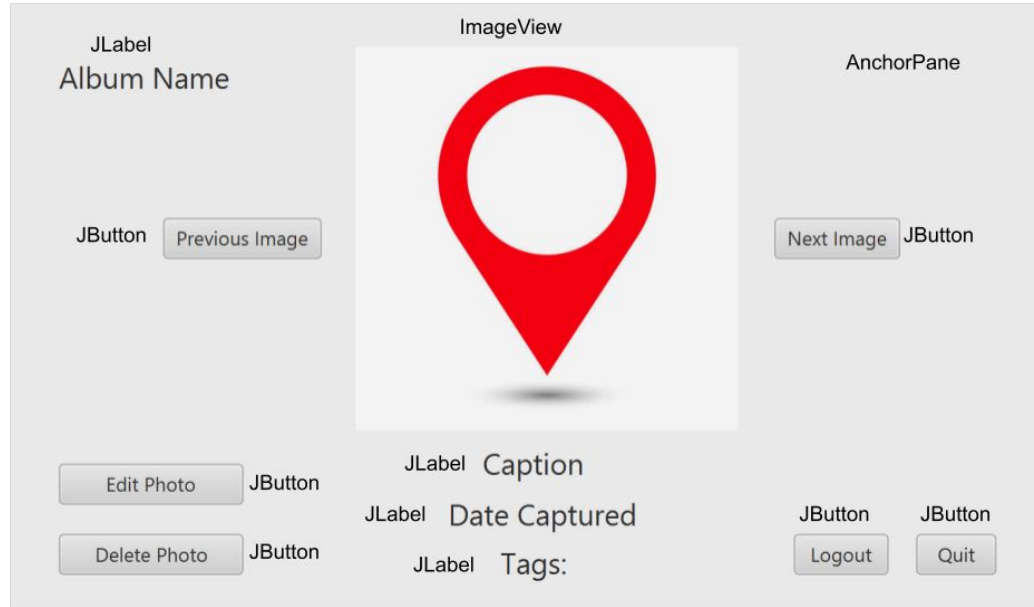 ImageView
JLabel
Album Name
AnchorPane
JButton Previous Image
Next Image JButton
JLabel Caption
Edit Photo JButton
JLabel Date Captured
JButton JButton
Delete Photo JButton
JLabel Tags:
Logout Quit